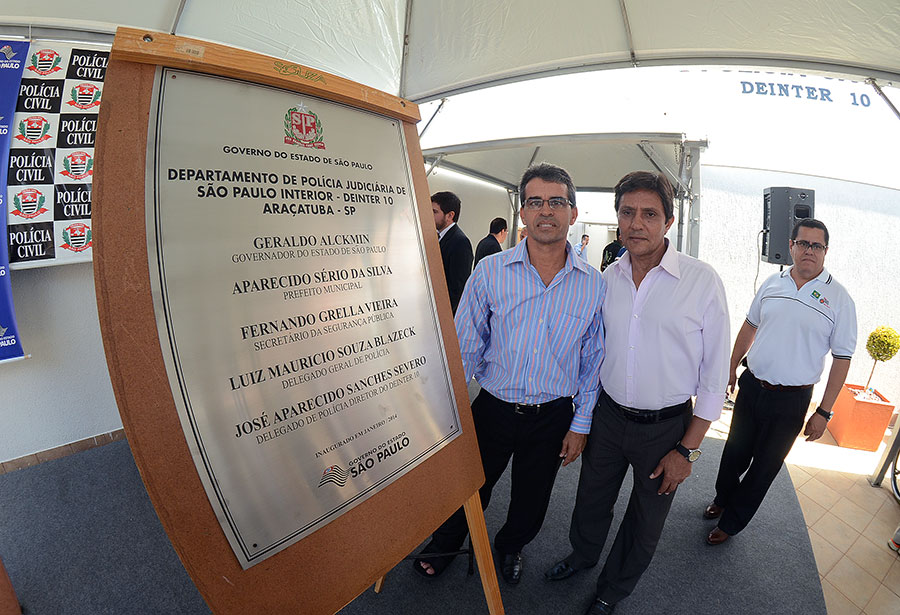 POLÍCIA
CIVIL
POLÍCIA
CIVIL
POLÍCIA
CIVIL
POLÍCIA
CIVIL
POLÍCIA
CIVIL
POLÍCIA
CIVIL
POLÍCIA
CIVIL
SP
GOVERNO DO ESTADO DE SÃO PAULO
DEPARTAMENTO DE POLÍCIA JUDICIÁRIA DE
SÃO PAULO INTERIOR - DEINTER 10
ARAÇATUBA - SP
GERALDO ALCKMIN
GOVERNADOR DO ESTADO DE SÃO PAULO
APARECIDO SÉRIO DA SILVA
PREFEITO MUNICIPAL
FERNANDO GRELLA VIEIRA
SECRETÁRIO DA SEGURANÇA PÚBLICA
LUIZ MAURICIO SOUZA BLAZECK
DELEGADO GERAL DE POLÍCIA
JOSÉ APARECIDO SANCHES SEVERO
DELEGADO DE POLÍCIA DIRETOR DO DEINTER 10
INAUGURADO EM JANEIRO / 2014
GOVERNO DO ESTADO
SÃO PAULO
DEINTER 10